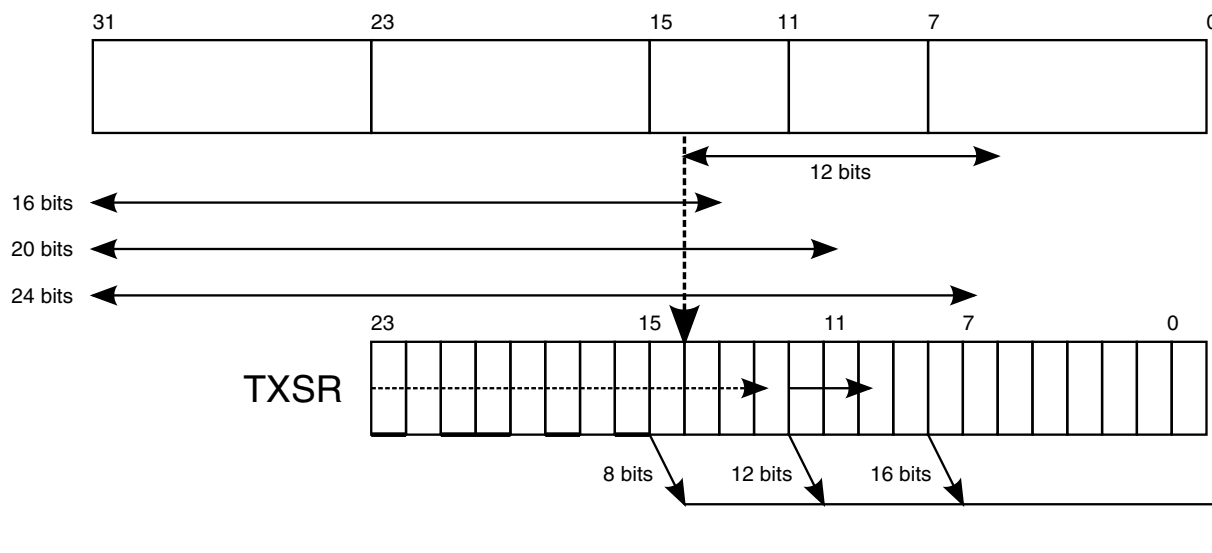 31 23 15 11 7 0
12 bits
16 bits
20 bits
24 bits
23 15 11 7 0
TXSR
8 bits 12 bits 16 bits